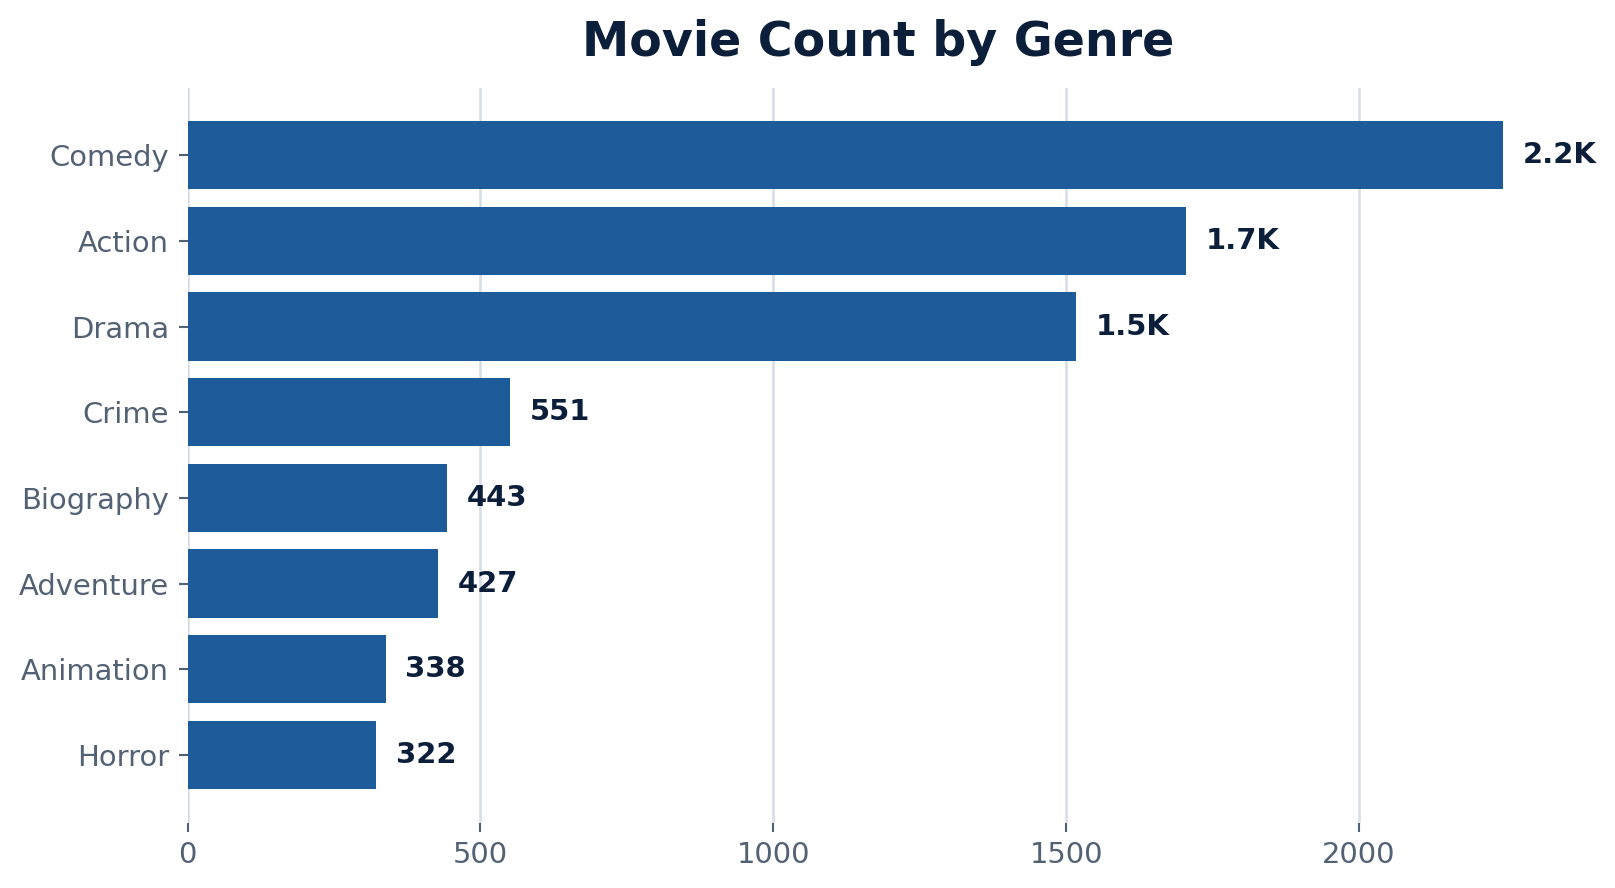 Movie Count by Genre
Comedy 2.2K
Action 1.7K
Drama 1.5K
Crime 551
Biography 443
Adventure 427
Animation 338
Horror 322
0 500 1000 1500 2000